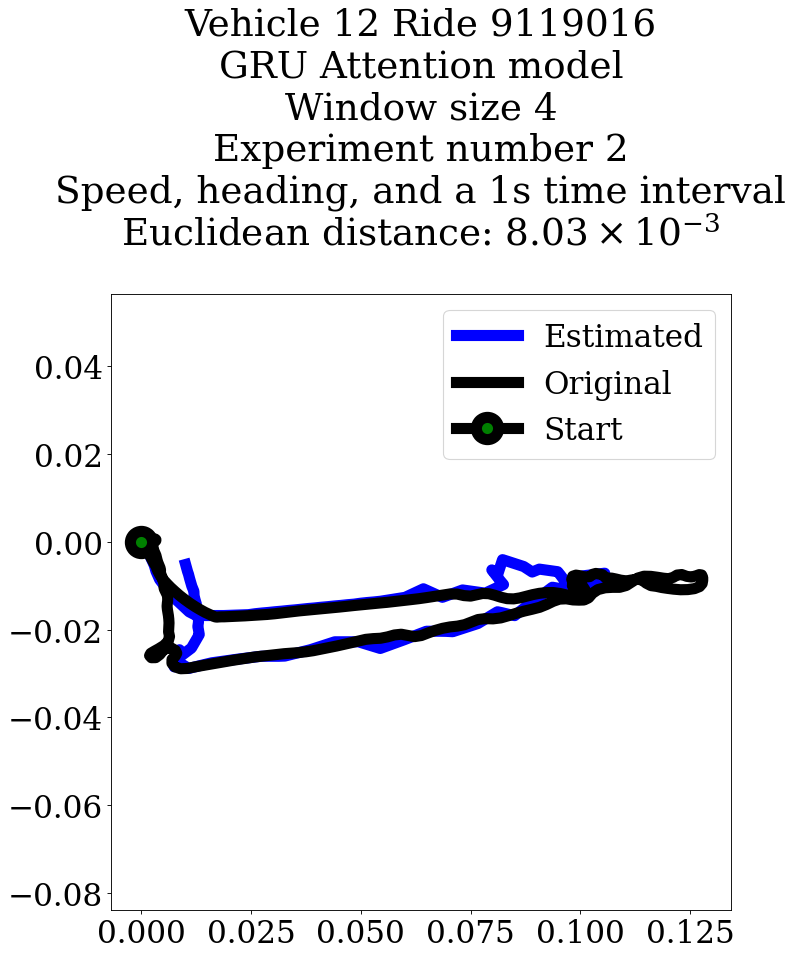 Vehicle 12 Ride 9119016
GRU Attention model
Window size 4
Experiment number 2
Speed, heading, and a 1s time interval
Euclidean distance: 8.03 × 10⁻³
Estimated
Original
Start
0.04
0.02
0.00
−0.02
−0.04
−0.06
−0.08
0.000 0.025 0.050 0.075 0.100 0.125